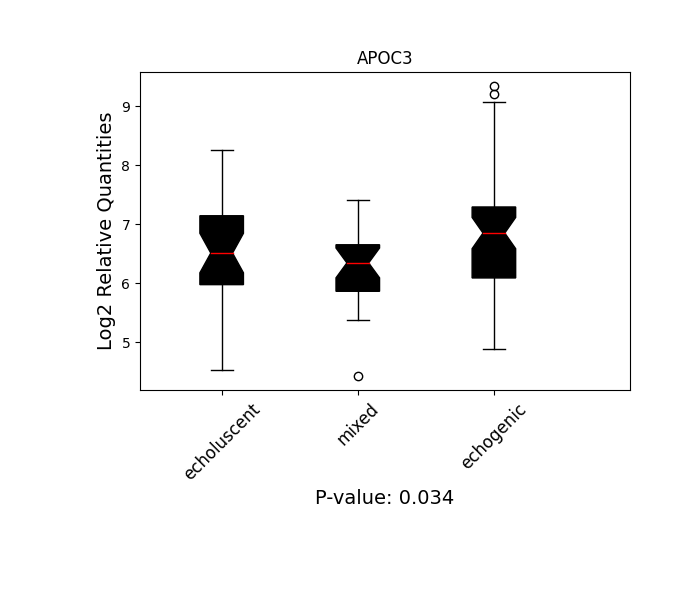 APOC3
Log2 Relative Quantities
9
8
7
6
5
echoluscent
mixed
echogenic
P-value: 0.034